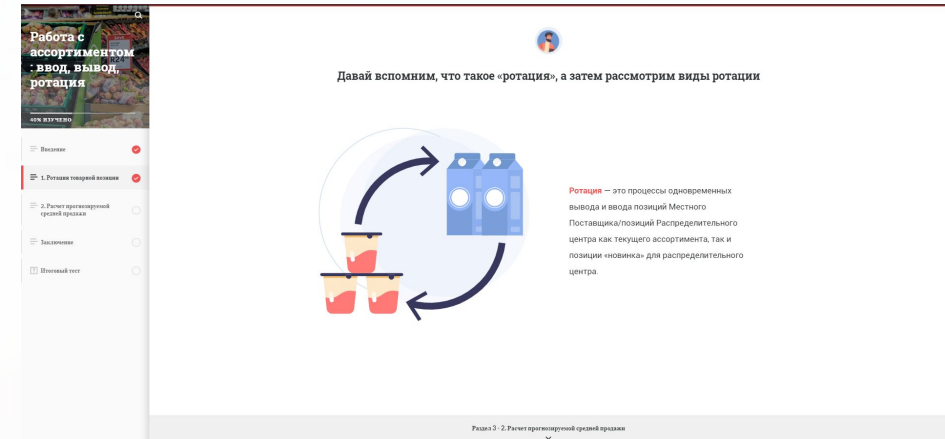 Работа с
ассортиментом
: ввод, вывод,
ротация
40% ИЗУЧЕНО
Введение
1. Ротация товарной позиции
2. Расчет прогнозируемой
средней продажи
Заключение
Итоговый тест
Давай вспомним, что такое «ротация», а затем рассмотрим виды ротации
Ротация — это процессы одновременных
вывода и ввода позиций Местного
Поставщика/позиций Распределительного
центра как текущего ассортимента, так и
позиции «новинка» для распределительного
центра.
Раздел 3 - 2. Расчет прогнозируемой средней продажи